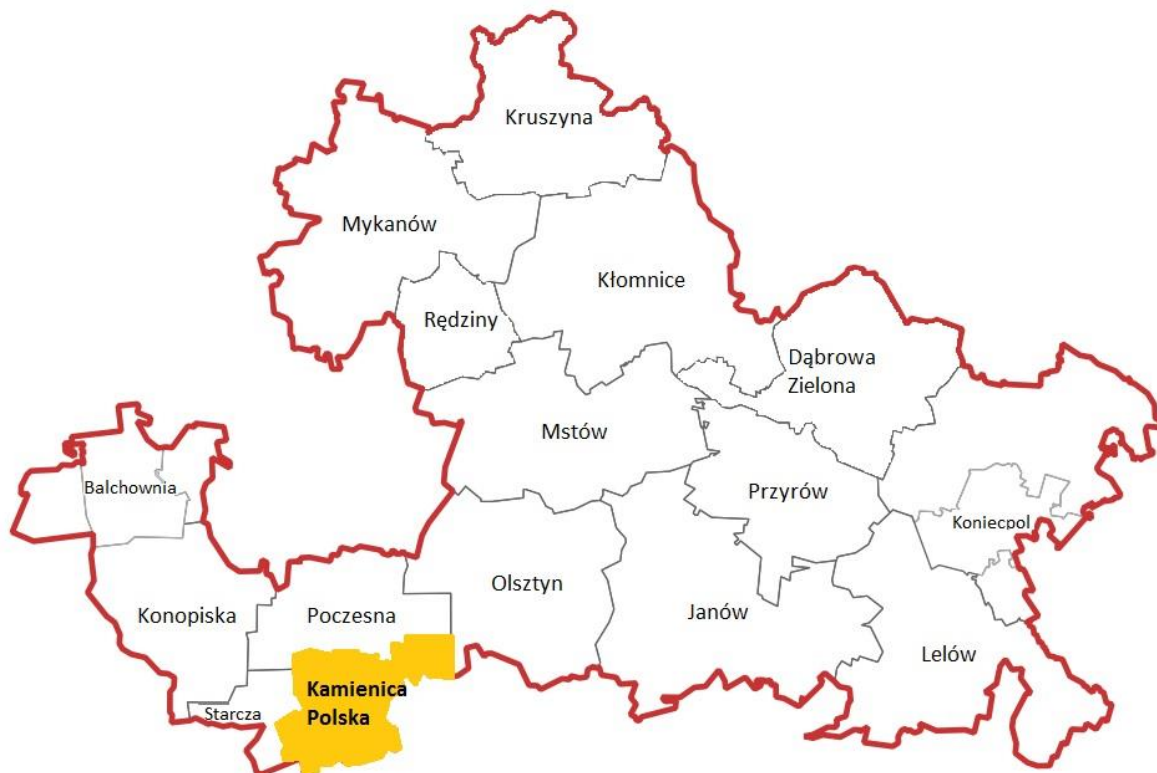 Kruszyna
Mykanów
Kłomnice
Rędziny
Dąbrowa
Zielona
Mstów
Balchownia
Przyrów
Koniecpol
Olsztyn
Konopiska
Poczesna
Janów
Lelów
Kamienica
Polska
Starcza